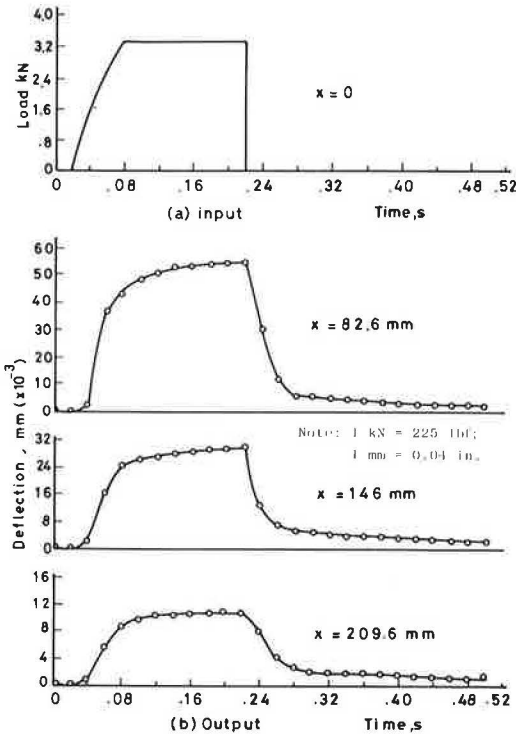 Load kN
3.2
2.4
1.6
.8
0
x = 0
0 .08 .16 .24 .32 .40 .48 .52
(a) input Time,s
Deflection, mm (x10⁻³)
60
50
40
30
20
10
0
x = 82.6 mm
Note: 1 kN = 225 lbf;
1 mm = 0.04 in.
32
24
16
8
0
x = 146 mm
16
12
8
4
0
x = 209.6 mm
0 .08 .16 .24 .32 .40 .48 .52
(b) Output Time,s